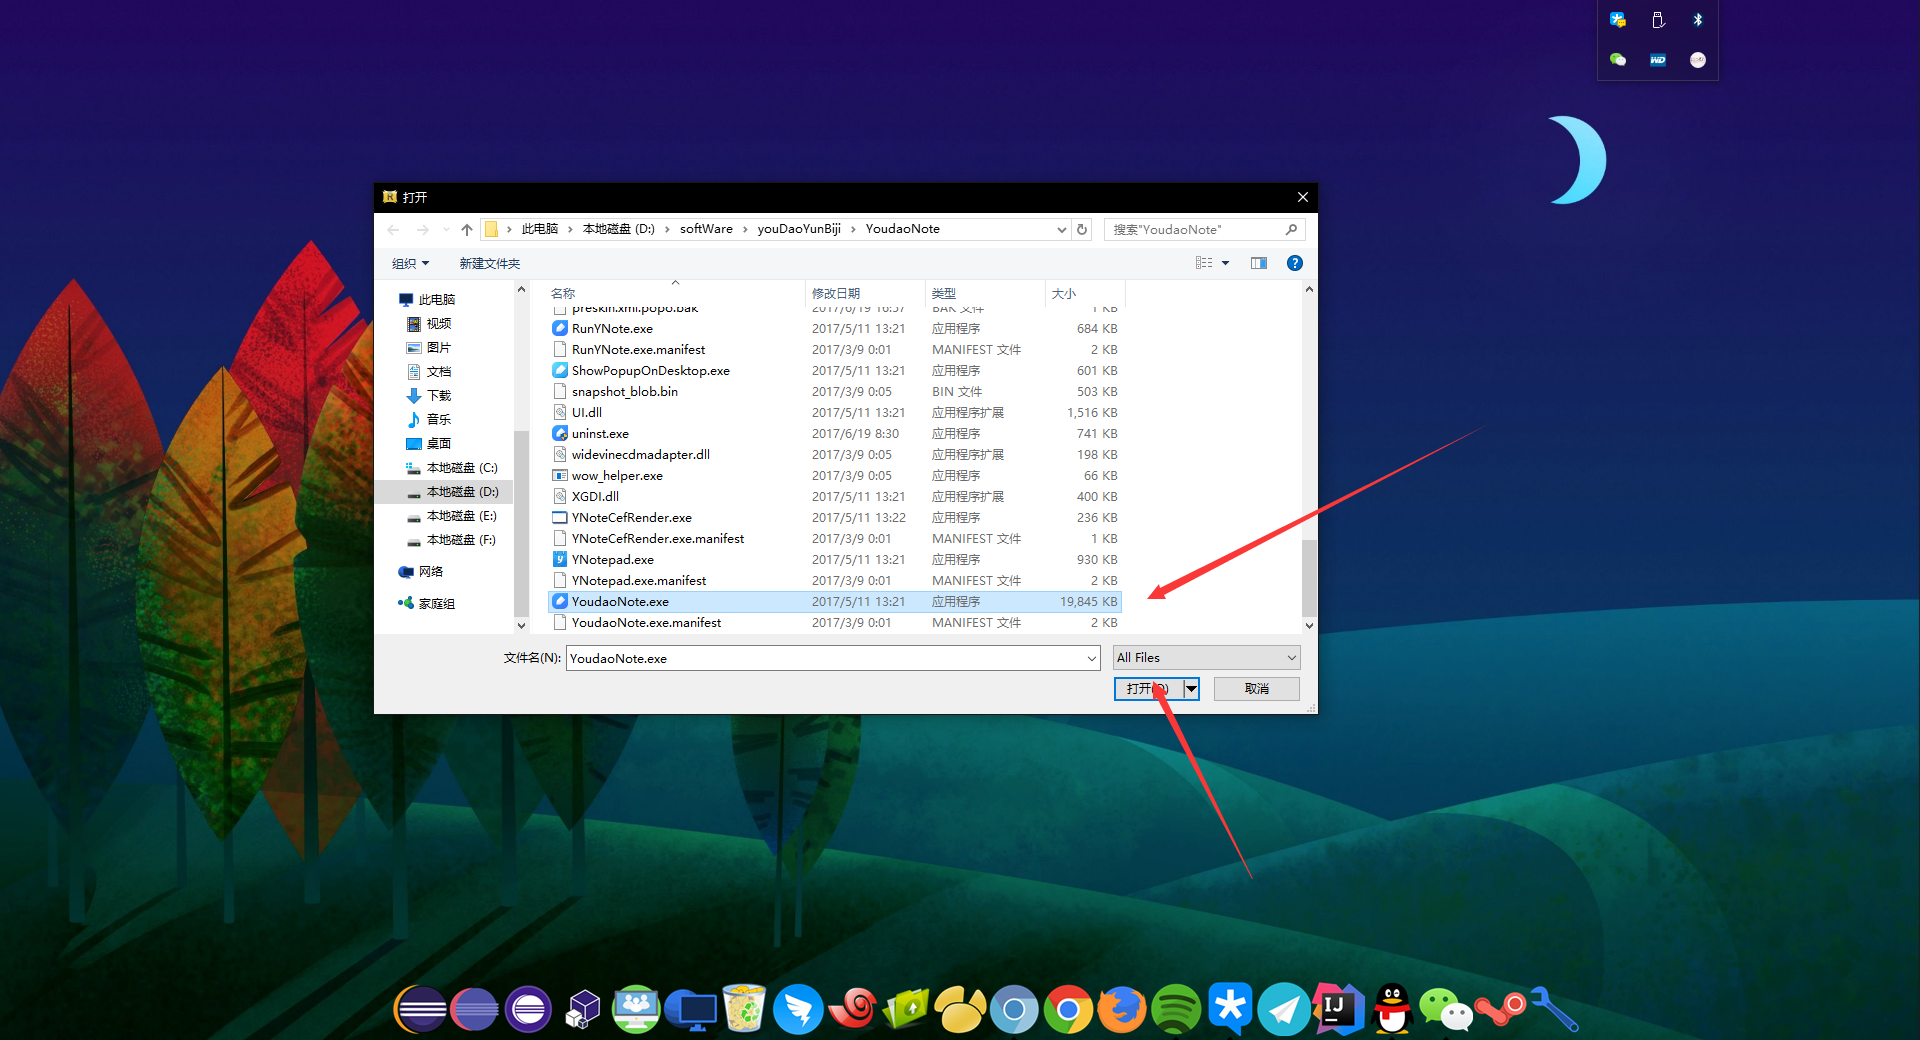 打开
此电脑 › 本地磁盘 (D:) › softWare › youDaoYunBiji › YoudaoNote
搜索"YoudaoNote"
组织
新建文件夹
此电脑
视频
图片
文档
下载
音乐
桌面
本地磁盘 (C:)
本地磁盘 (D:)
本地磁盘 (E:)
本地磁盘 (F:)
网络
家庭组
名称 修改日期 类型 大小
preskin.xml.popo.bak 2017/6/19 16:57 BAK 文件 1 KB
RunYNote.exe 2017/5/11 13:21 应用程序 684 KB
RunYNote.exe.manifest 2017/3/9 0:01 MANIFEST 文件 2 KB
ShowPopupOnDesktop.exe 2017/5/11 13:21 应用程序 601 KB
snapshot_blob.bin 2017/3/9 0:05 BIN 文件 503 KB
UI.dll 2017/5/11 13:21 应用程序扩展 1,516 KB
uninst.exe 2017/6/19 8:30 应用程序 741 KB
widevinecdmadapter.dll 2017/3/9 0:05 应用程序扩展 198 KB
wow_helper.exe 2017/3/9 0:05 应用程序 66 KB
XGDI.dll 2017/5/11 13:21 应用程序扩展 400 KB
YNoteCefRender.exe 2017/5/11 13:22 应用程序 236 KB
YNoteCefRender.exe.manifest 2017/3/9 0:01 MANIFEST 文件 1 KB
YNotepad.exe 2017/5/11 13:21 应用程序 930 KB
YNotepad.exe.manifest 2017/3/9 0:01 MANIFEST 文件 2 KB
YoudaoNote.exe 2017/5/11 13:21 应用程序 19,845 KB
YoudaoNote.exe.manifest 2017/3/9 0:01 MANIFEST 文件 2 KB
文件名(N): YoudaoNote.exe
All Files
打开(O)
取消
WD
IJ